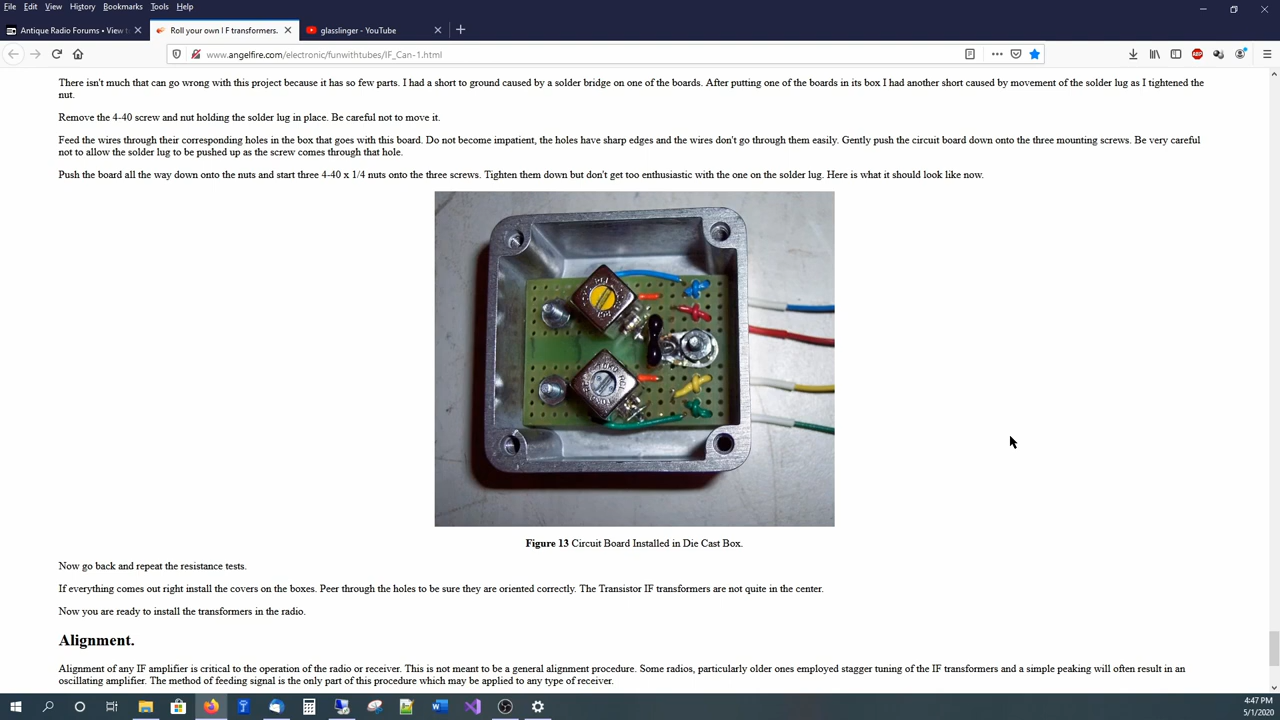 File Edit View History Bookmarks Tools Help
Antique Radio Forums • View to
Roll your own I F transformers.
glasslinger - YouTube
www.angelfire.com/electronic/funwithtubes/IF_Can-1.html
There isn't much that can go wrong with this project because it has so few parts. I had a short to ground caused by a solder bridge on one of the boards. After putting one of the boards in its box I had another short caused by movement of the solder lug as I tightened the
nut.
Remove the 4-40 screw and nut holding the solder lug in place. Be careful not to move it.
Feed the wires through their corresponding holes in the box that goes with this board. Do not become impatient, the holes have sharp edges and the wires don't go through them easily. Gently push the circuit board down onto the three mounting screws. Be very careful
not to allow the solder lug to be pushed up as the screw comes through that hole.
Push the board all the way down onto the nuts and start three 4-40 x 1/4 nuts onto the three screws. Tighten them down but don't get too enthusiastic with the one on the solder lug. Here is what it should look like now.
Figure 13 Circuit Board Installed in Die Cast Box.
Now go back and repeat the resistance tests.
If everything comes out right install the covers on the boxes. Peer through the holes to be sure they are oriented correctly. The Transistor IF transformers are not quite in the center.
Now you are ready to install the transformers in the radio.
Alignment.
Alignment of any IF amplifier is critical to the operation of the radio or receiver. This is not meant to be a general alignment procedure. Some radios, particularly older ones employed stagger tuning of the IF transformers and a simple peaking will often result in an
oscillating amplifier. The method of feeding signal is the only part of this procedure which may be applied to any type of receiver.
4:47 PM
5/1/2020